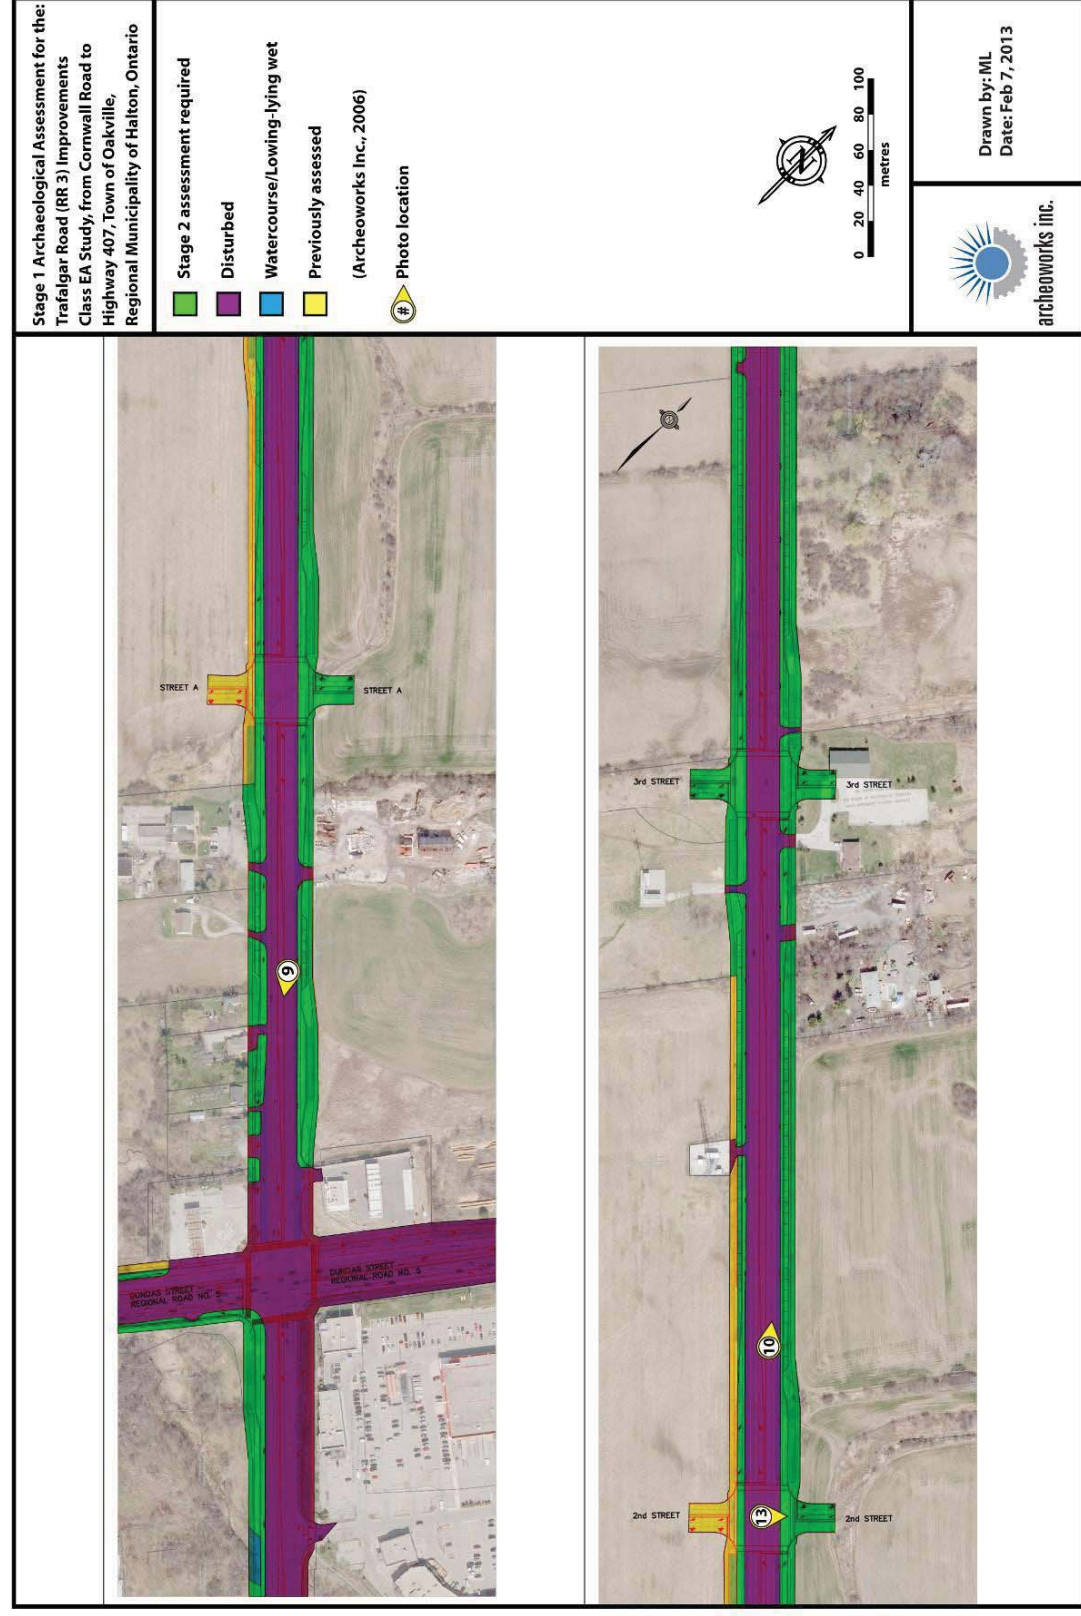 Stage 1 Archaeological Assessment for the:
Trafalgar Road (RR 3) Improvements
Class EA Study, from Cornwall Road to
Highway 407, Town of Oakville,
Regional Municipality of Halton, Ontario
Stage 2 assessment required
Disturbed
Watercourse/Lowing-lying wet
Previously assessed
(Archeoworks Inc., 2006)
# Photo location
N
0 20 40 60 80 100
metres
archeoworks inc.
Drawn by: ML
Date: Feb 7, 2013
STREET A
STREET A
9
DUNDAS STREET
REGIONAL ROAD NO. 5
DUNDAS STREET
REGIONAL ROAD NO. 5
3rd STREET
3rd STREET
10
13
2nd STREET
2nd STREET